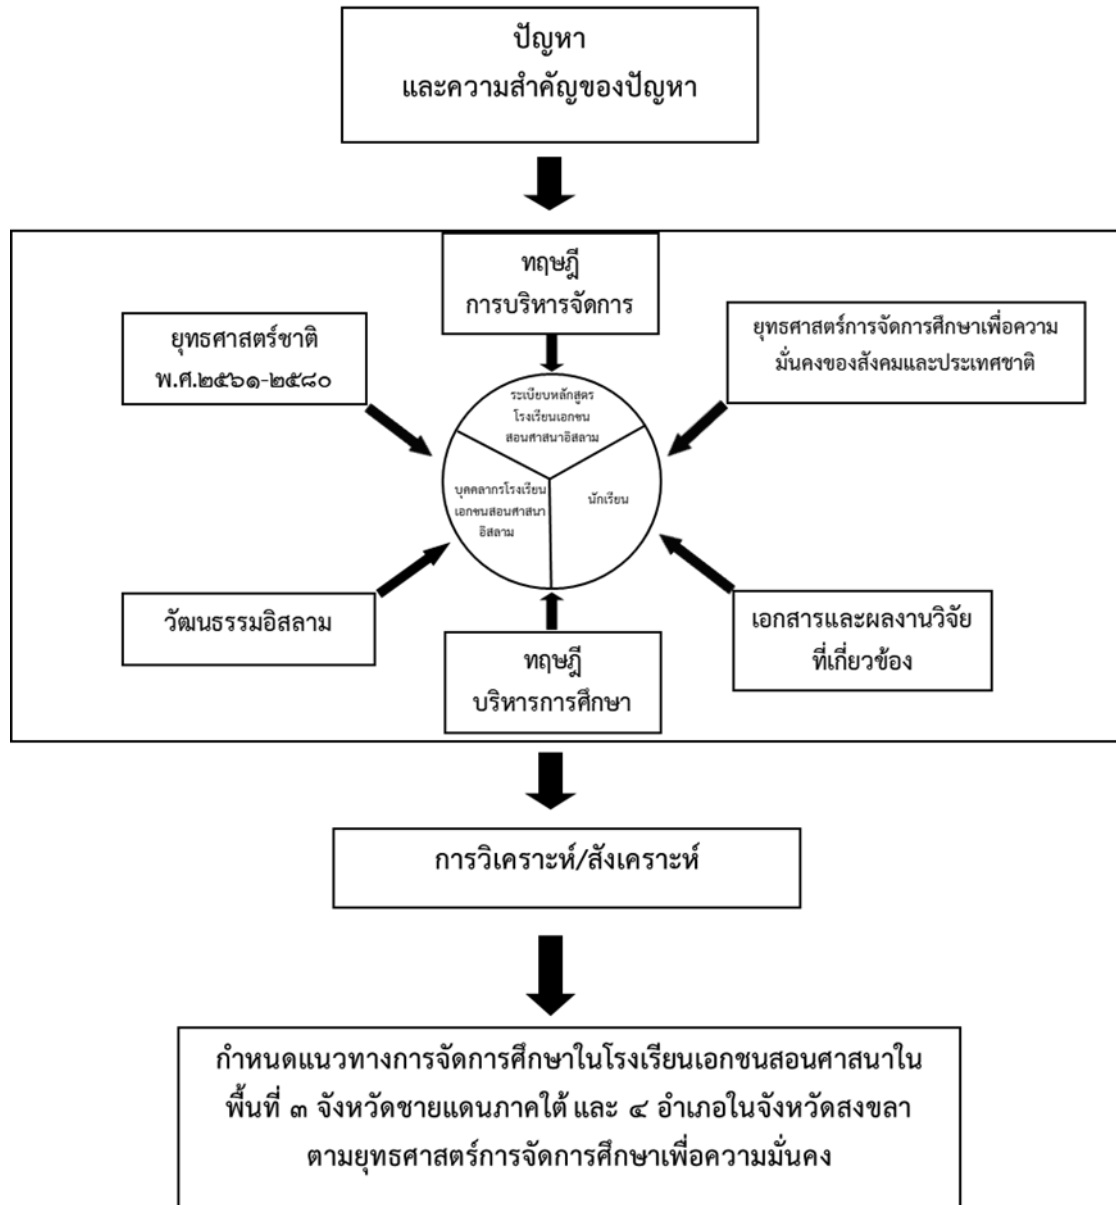 ปัญหา
และความสำคัญของปัญหา
ทฤษฎี
การบริหารจัดการ
ยุทธศาสตร์ชาติ
พ.ศ.๒๕๖๑-๒๕๘๐
ยุทธศาสตร์การจัดการศึกษาเพื่อความ
มั่นคงของสังคมและประเทศชาติ
ระเบียบหลักสูตร
โรงเรียนเอกชน
สอนศาสนาอิสลาม
บุคคลากรโรงเรียน
เอกชนสอนศาสนา
อิสลาม
นักเรียน
วัฒนธรรมอิสลาม
ทฤษฎี
บริหารการศึกษา
เอกสารและผลงานวิจัย
ที่เกี่ยวข้อง
การวิเคราะห์/สังเคราะห์
กำหนดแนวทางการจัดการศึกษาในโรงเรียนเอกชนสอนศาสนาใน
พื้นที่ ๓ จังหวัดชายแดนภาคใต้ และ ๔ อำเภอในจังหวัดสงขลา
ตามยุทธศาสตร์การจัดการศึกษาเพื่อความมั่นคง